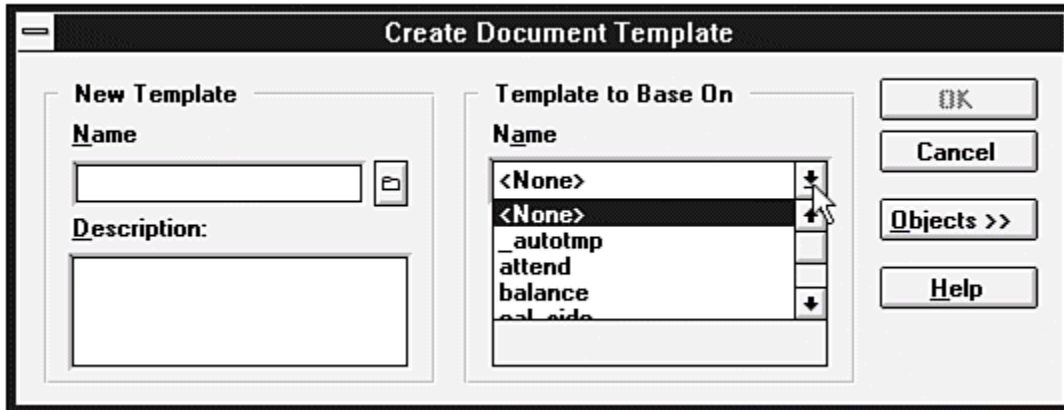 Create Document Template
New Template
Name
Description:
Template to Base On
Name
<None>
<None>
_autotmp
attend
balance
OK
Cancel
Objects >>
Help